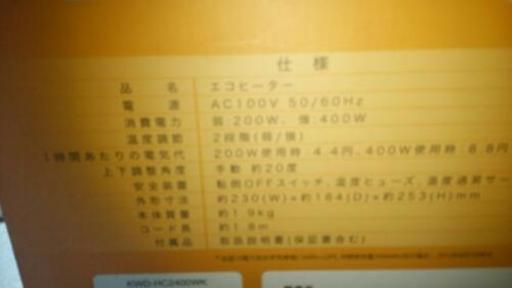 仕様
品名 エコヒーター
電源 AC100V 50/60Hz
消費電力 弱:200W、強:400W
温度調節 2段階(弱/強)
1時間あたりの電気代 200W使用時:4.4円、400W使用時:8.8円
上下調整角度 手動 約20度
安全装置 転倒OFFスイッチ、温度ヒューズ、温度過昇サー
外形寸法 約230(W)×約164(D)×約253(H)mm
本体質量 約1.9kg
コード長 約1.8m
付属品 取扱説明書(保証書含む)
KWD-HC2400WK